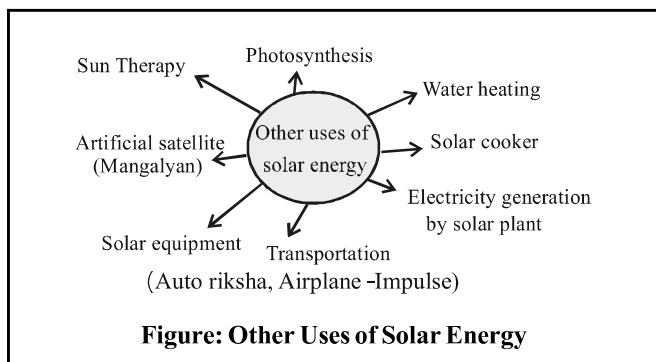 Photosynthesis
Sun Therapy
Water heating
Other uses of
solar energy
Artificial satellite
(Mangalyan)
Solar cooker
Electricity generation
by solar plant
Solar equipment
Transportation
(Auto riksha, Airplane -Impulse)
Figure: Other Uses of Solar Energy